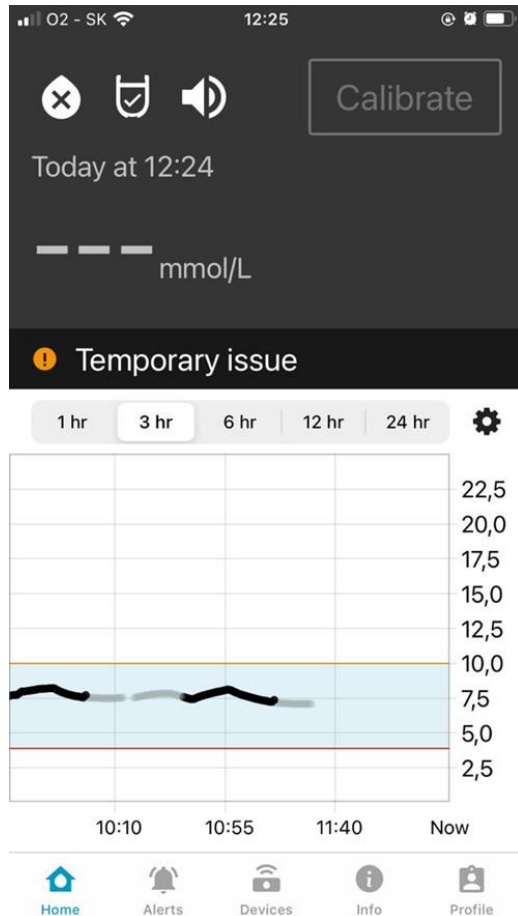 O2 - SK 12:25
Calibrate
Today at 12:24
--- mmol/L
Temporary issue
1 hr 3 hr 6 hr 12 hr 24 hr
22,5
20,0
17,5
15,0
12,5
10,0
7,5
5,0
2,5
10:10 10:55 11:40 Now
Home Alerts Devices Info Profile